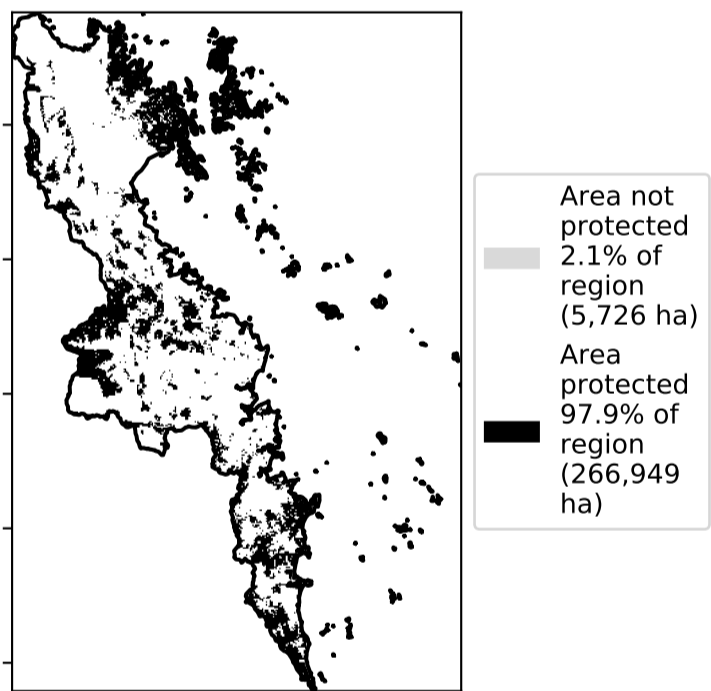 Area not
protected
2.1% of
region
(5,726 ha)
Area
protected
97.9% of
region
(266,949
ha)